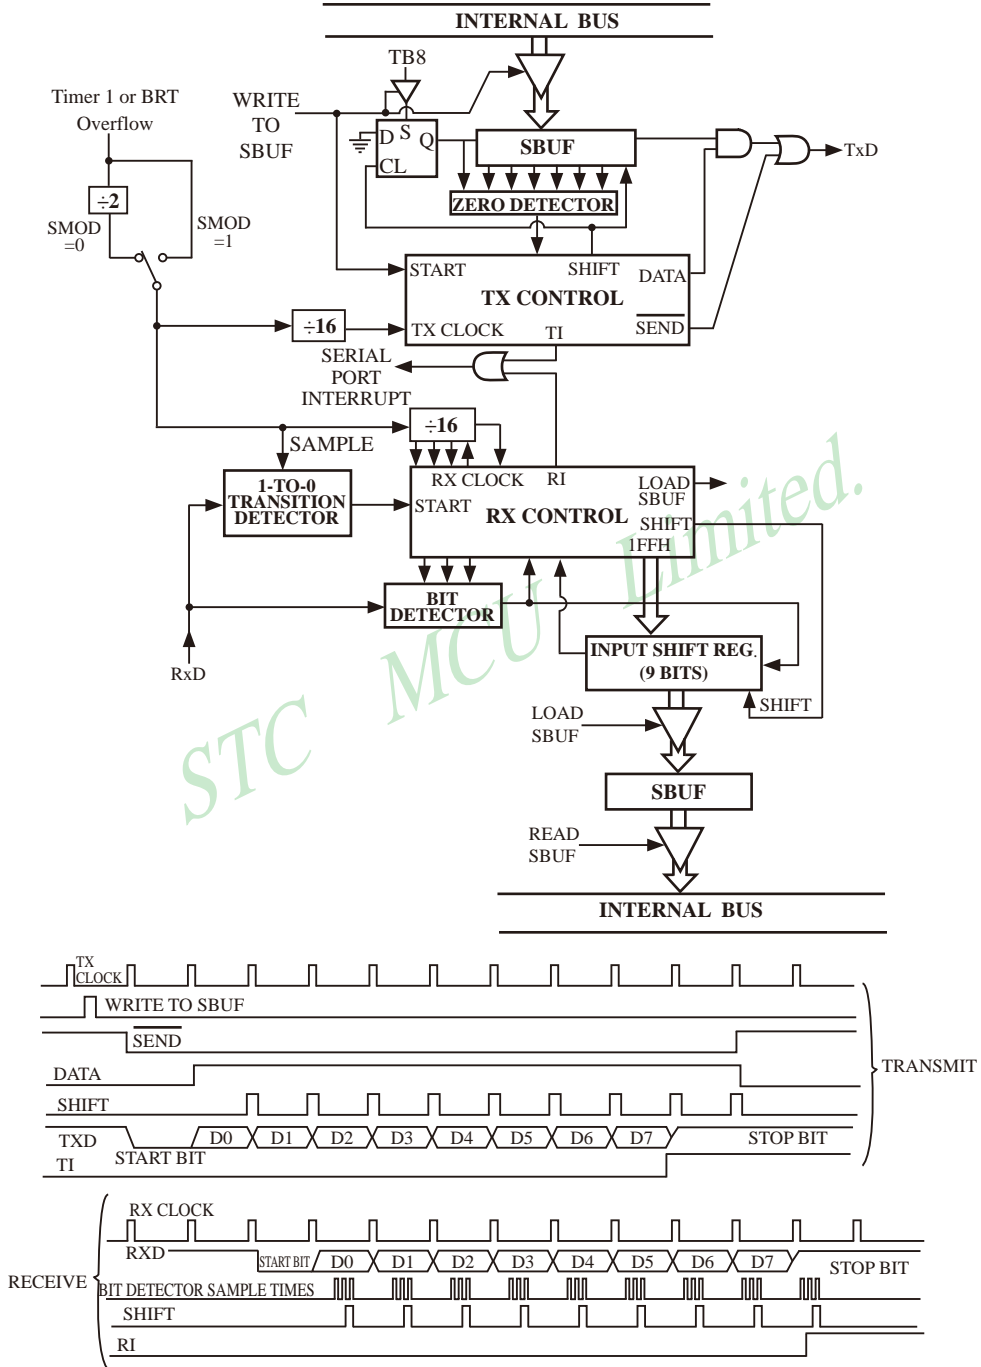 INTERNAL BUS
TB8
Timer 1 or BRT
Overflow
WRITE
TO
SBUF
D S Q
CL
SBUF
TxD
÷2
ZERO DETECTOR
SMOD
=0
SMOD
=1
START
SHIFT
DATA
TX CONTROL
÷16
TX CLOCK
TI
SEND
SERIAL
PORT
INTERRUPT
÷16
SAMPLE
1-TO-0
TRANSITION
DETECTOR
RX CLOCK
RI
LOAD
SBUF
START
RX CONTROL
SHIFT
1FFH
BIT
DETECTOR
RxD
INPUT SHIFT REG.
(9 BITS)
SHIFT
LOAD
SBUF
SBUF
READ
SBUF
INTERNAL BUS
STC MCU Limited.
TX
CLOCK
WRITE TO SBUF
SEND
DATA
SHIFT
TXD
START BIT
D0 D1 D2 D3 D4 D5 D6 D7
STOP BIT
TI
TRANSMIT
RECEIVE
RX CLOCK
RXD
START BIT
D0 D1 D2 D3 D4 D5 D6 D7
STOP BIT
BIT DETECTOR SAMPLE TIMES
SHIFT
RI